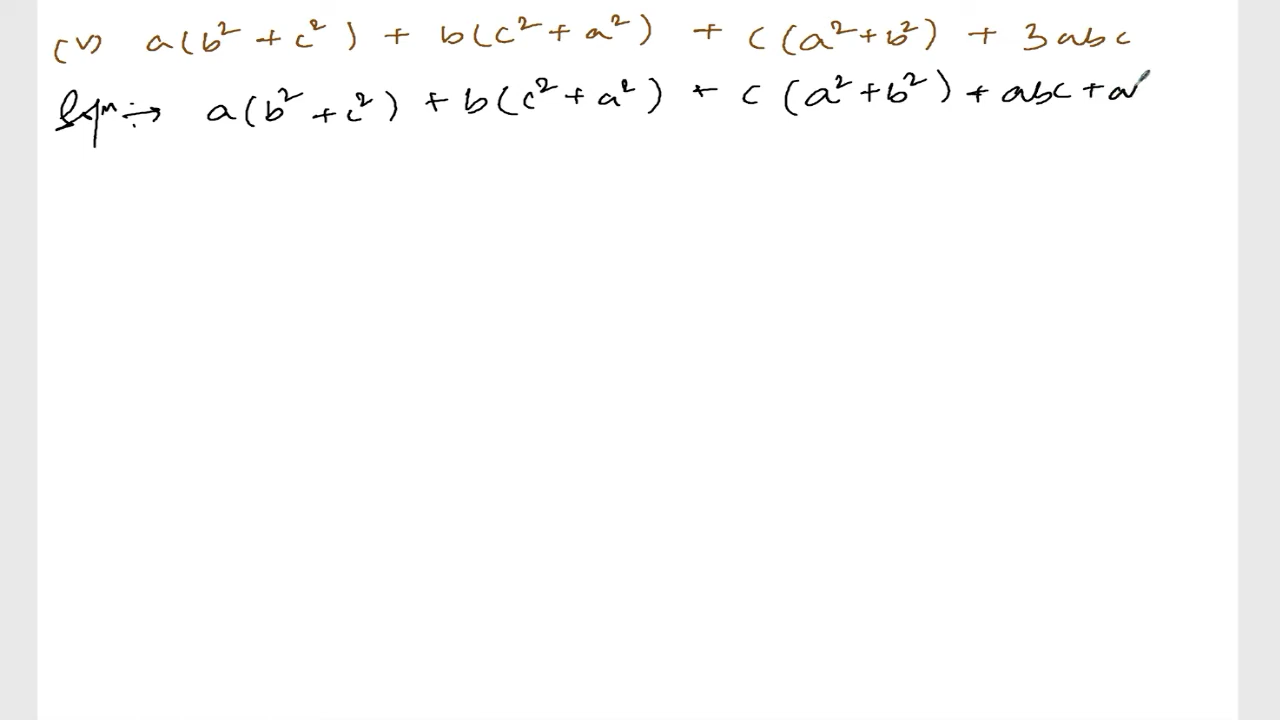 (v) a(b² + c²) + b(c² + a²) + c(a² + b²) + 3abc
Solⁿ :→ a(b² + c²) + b(c² + a²) + c(a² + b²) + abc + a